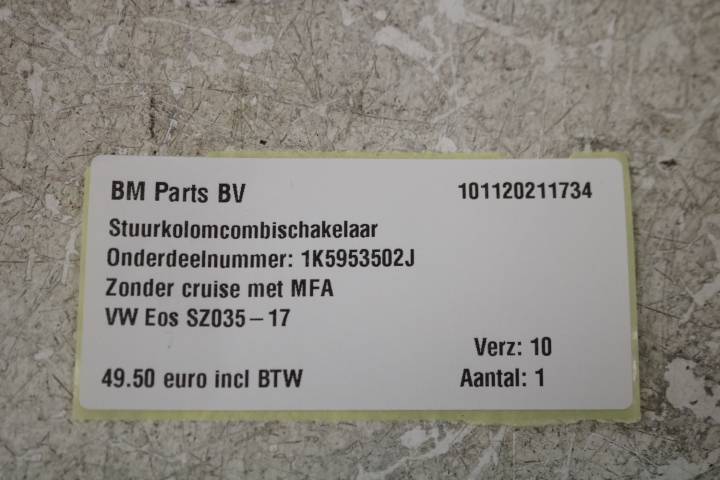 BM Parts BV 101120211734
Stuurkolomcombischakelaar
Onderdeelnummer: 1K5953502J
Zonder cruise met MFA
VW Eos SZ035-17
Verz: 10
49.50 euro incl BTW Aantal: 1